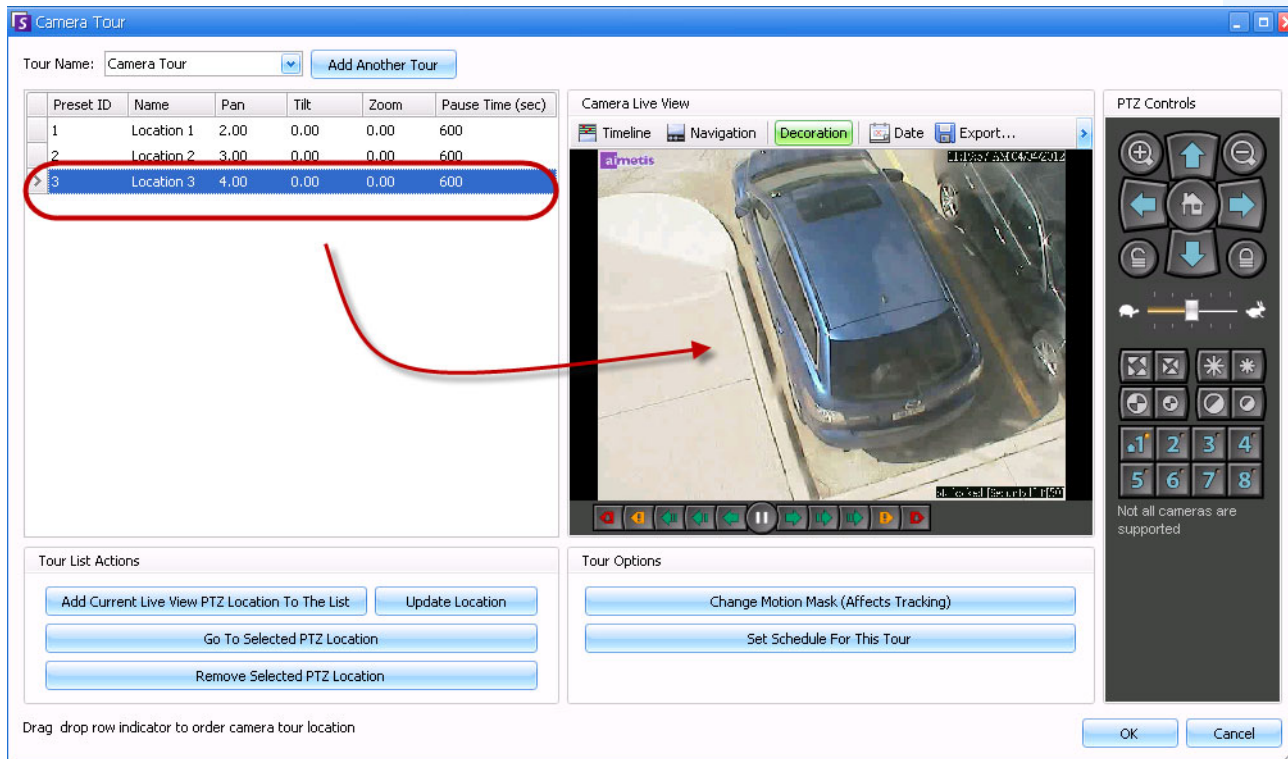 Camera Tour
Tour Name: Camera Tour Add Another Tour
Preset ID Name Pan Tilt Zoom Pause Time (sec)
1 Location 1 2.00 0.00 0.00 600
2 Location 2 3.00 0.00 0.00 600
3 Location 3 4.00 0.00 0.00 600
Camera Live View
Timeline Navigation Decoration Date Export...
aimetis
AM 04/04/2012
PTZ Controls
1 2 3 4
5 6 7 8
Not all cameras are
supported
Tour List Actions
Add Current Live View PTZ Location To The List Update Location
Go To Selected PTZ Location
Remove Selected PTZ Location
Tour Options
Change Motion Mask (Affects Tracking)
Set Schedule For This Tour
Drag drop row indicator to order camera tour location
OK Cancel